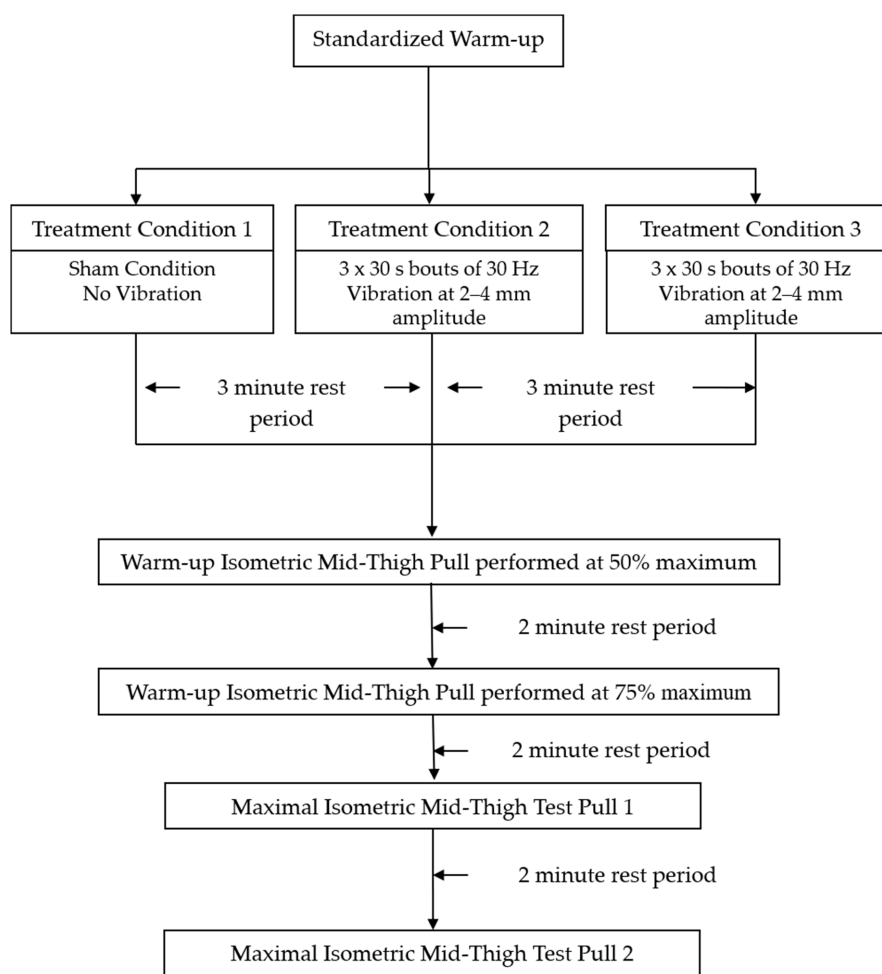 Standardized Warm-up
Treatment Condition 1
Sham Condition
No Vibration
Treatment Condition 2
3 x 30 s bouts of 30 Hz
Vibration at 2–4 mm
amplitude
Treatment Condition 3
3 x 30 s bouts of 30 Hz
Vibration at 2–4 mm
amplitude
3 minute rest
period
3 minute rest
period
Warm-up Isometric Mid-Thigh Pull performed at 50% maximum
2 minute rest period
Warm-up Isometric Mid-Thigh Pull performed at 75% maximum
2 minute rest period
Maximal Isometric Mid-Thigh Test Pull 1
2 minute rest period
Maximal Isometric Mid-Thigh Test Pull 2